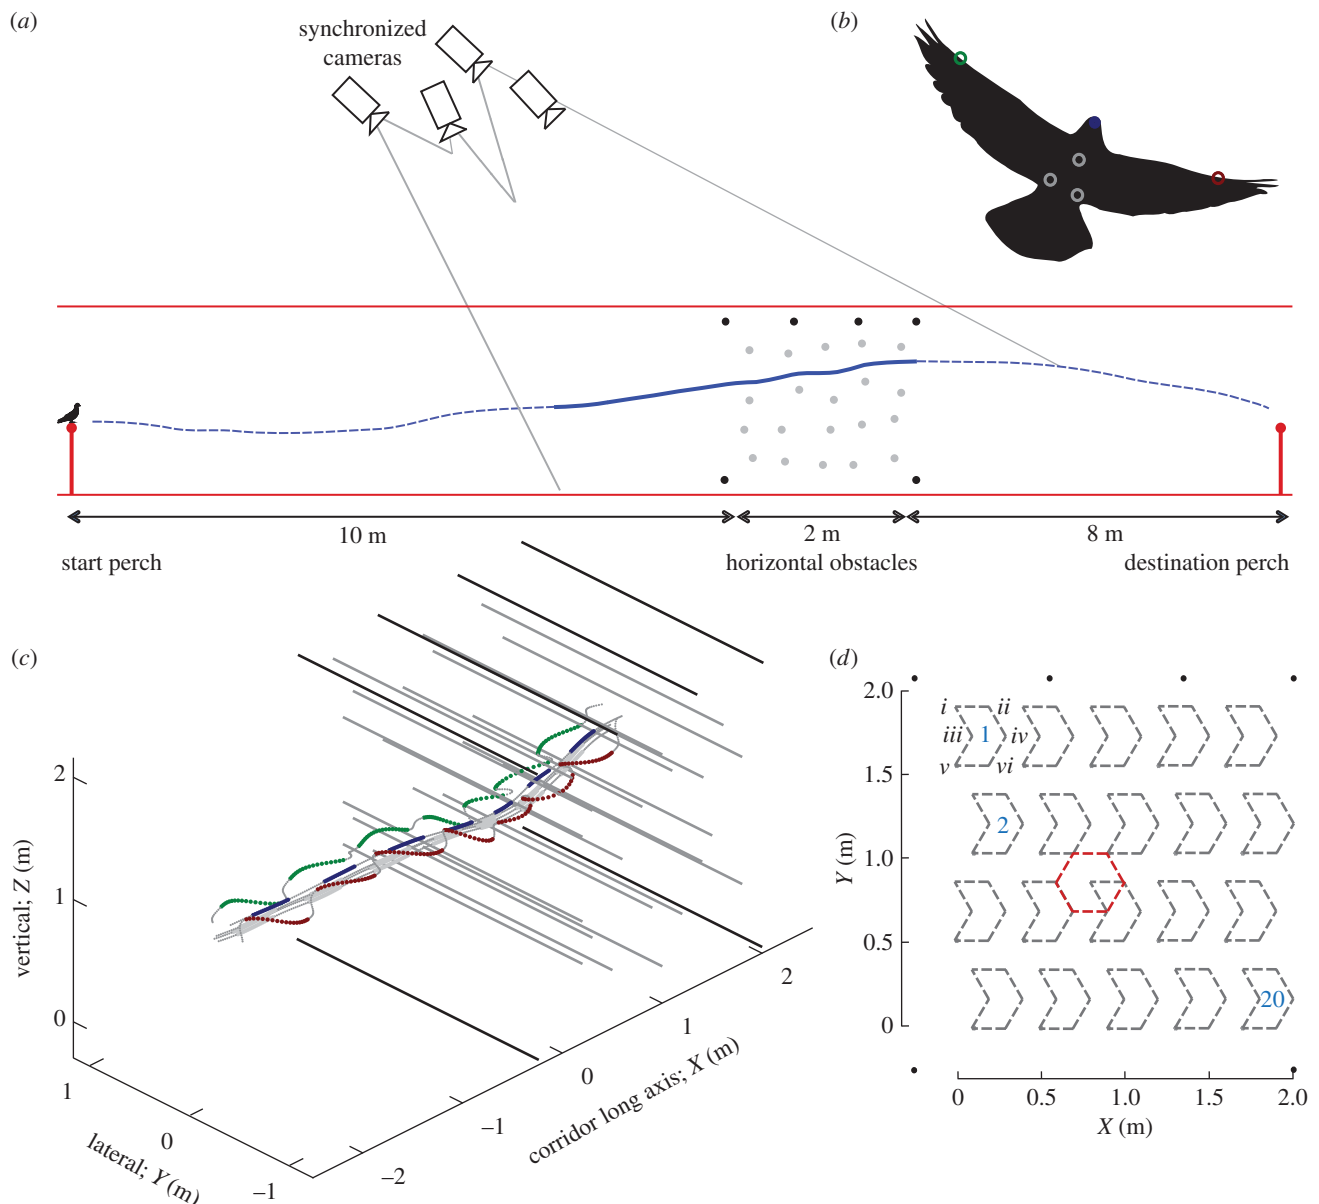 (a)
synchronized
cameras
(b)
10 m
2 m
8 m
start perch
horizontal obstacles
destination perch
(c)
vertical; Z (m)
2
1
0
1
0
–1
lateral; Y (m)
–2
–1
0
1
2
corridor long axis; X (m)
(d)
2.0
1.5
1.0
0.5
0
Y (m)
i ii
iii 1 iv
v vi
2
20
0 0.5 1.0 1.5 2.0
X (m)